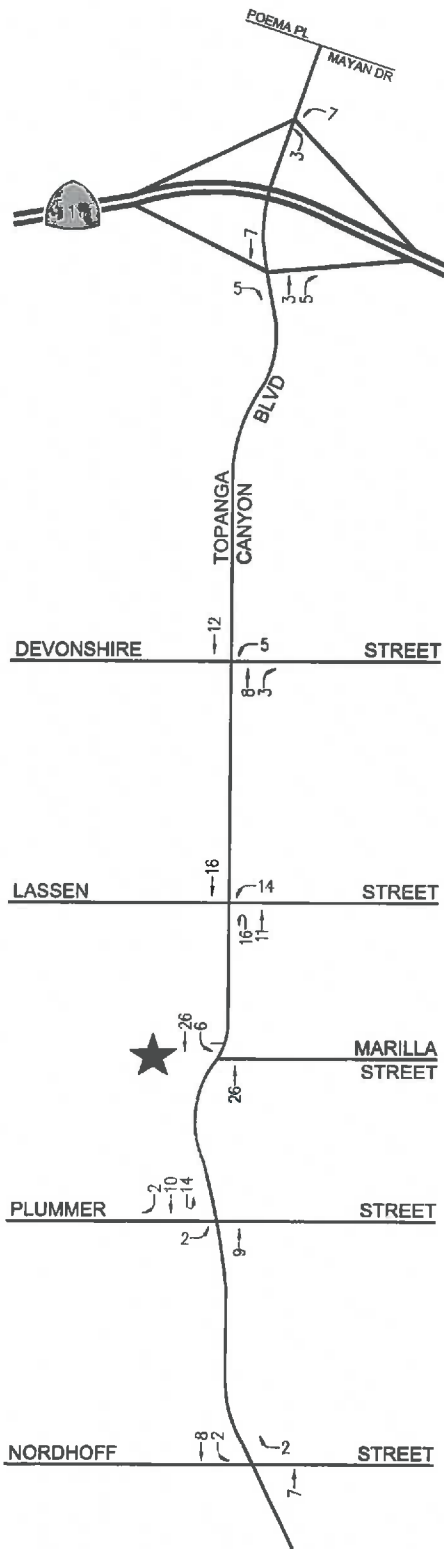 POEMA PL
MAYAN DR
7
3
7
5
3
5
BLVD
TOPANGA
CANYON
12
5
DEVONSHIRE STREET
8
3
16
14
LASSEN STREET
16
11
26
6
MARILLA
STREET
26
2
10
14
PLUMMER STREET
2
9
8
2
2
NORDHOFF STREET
7